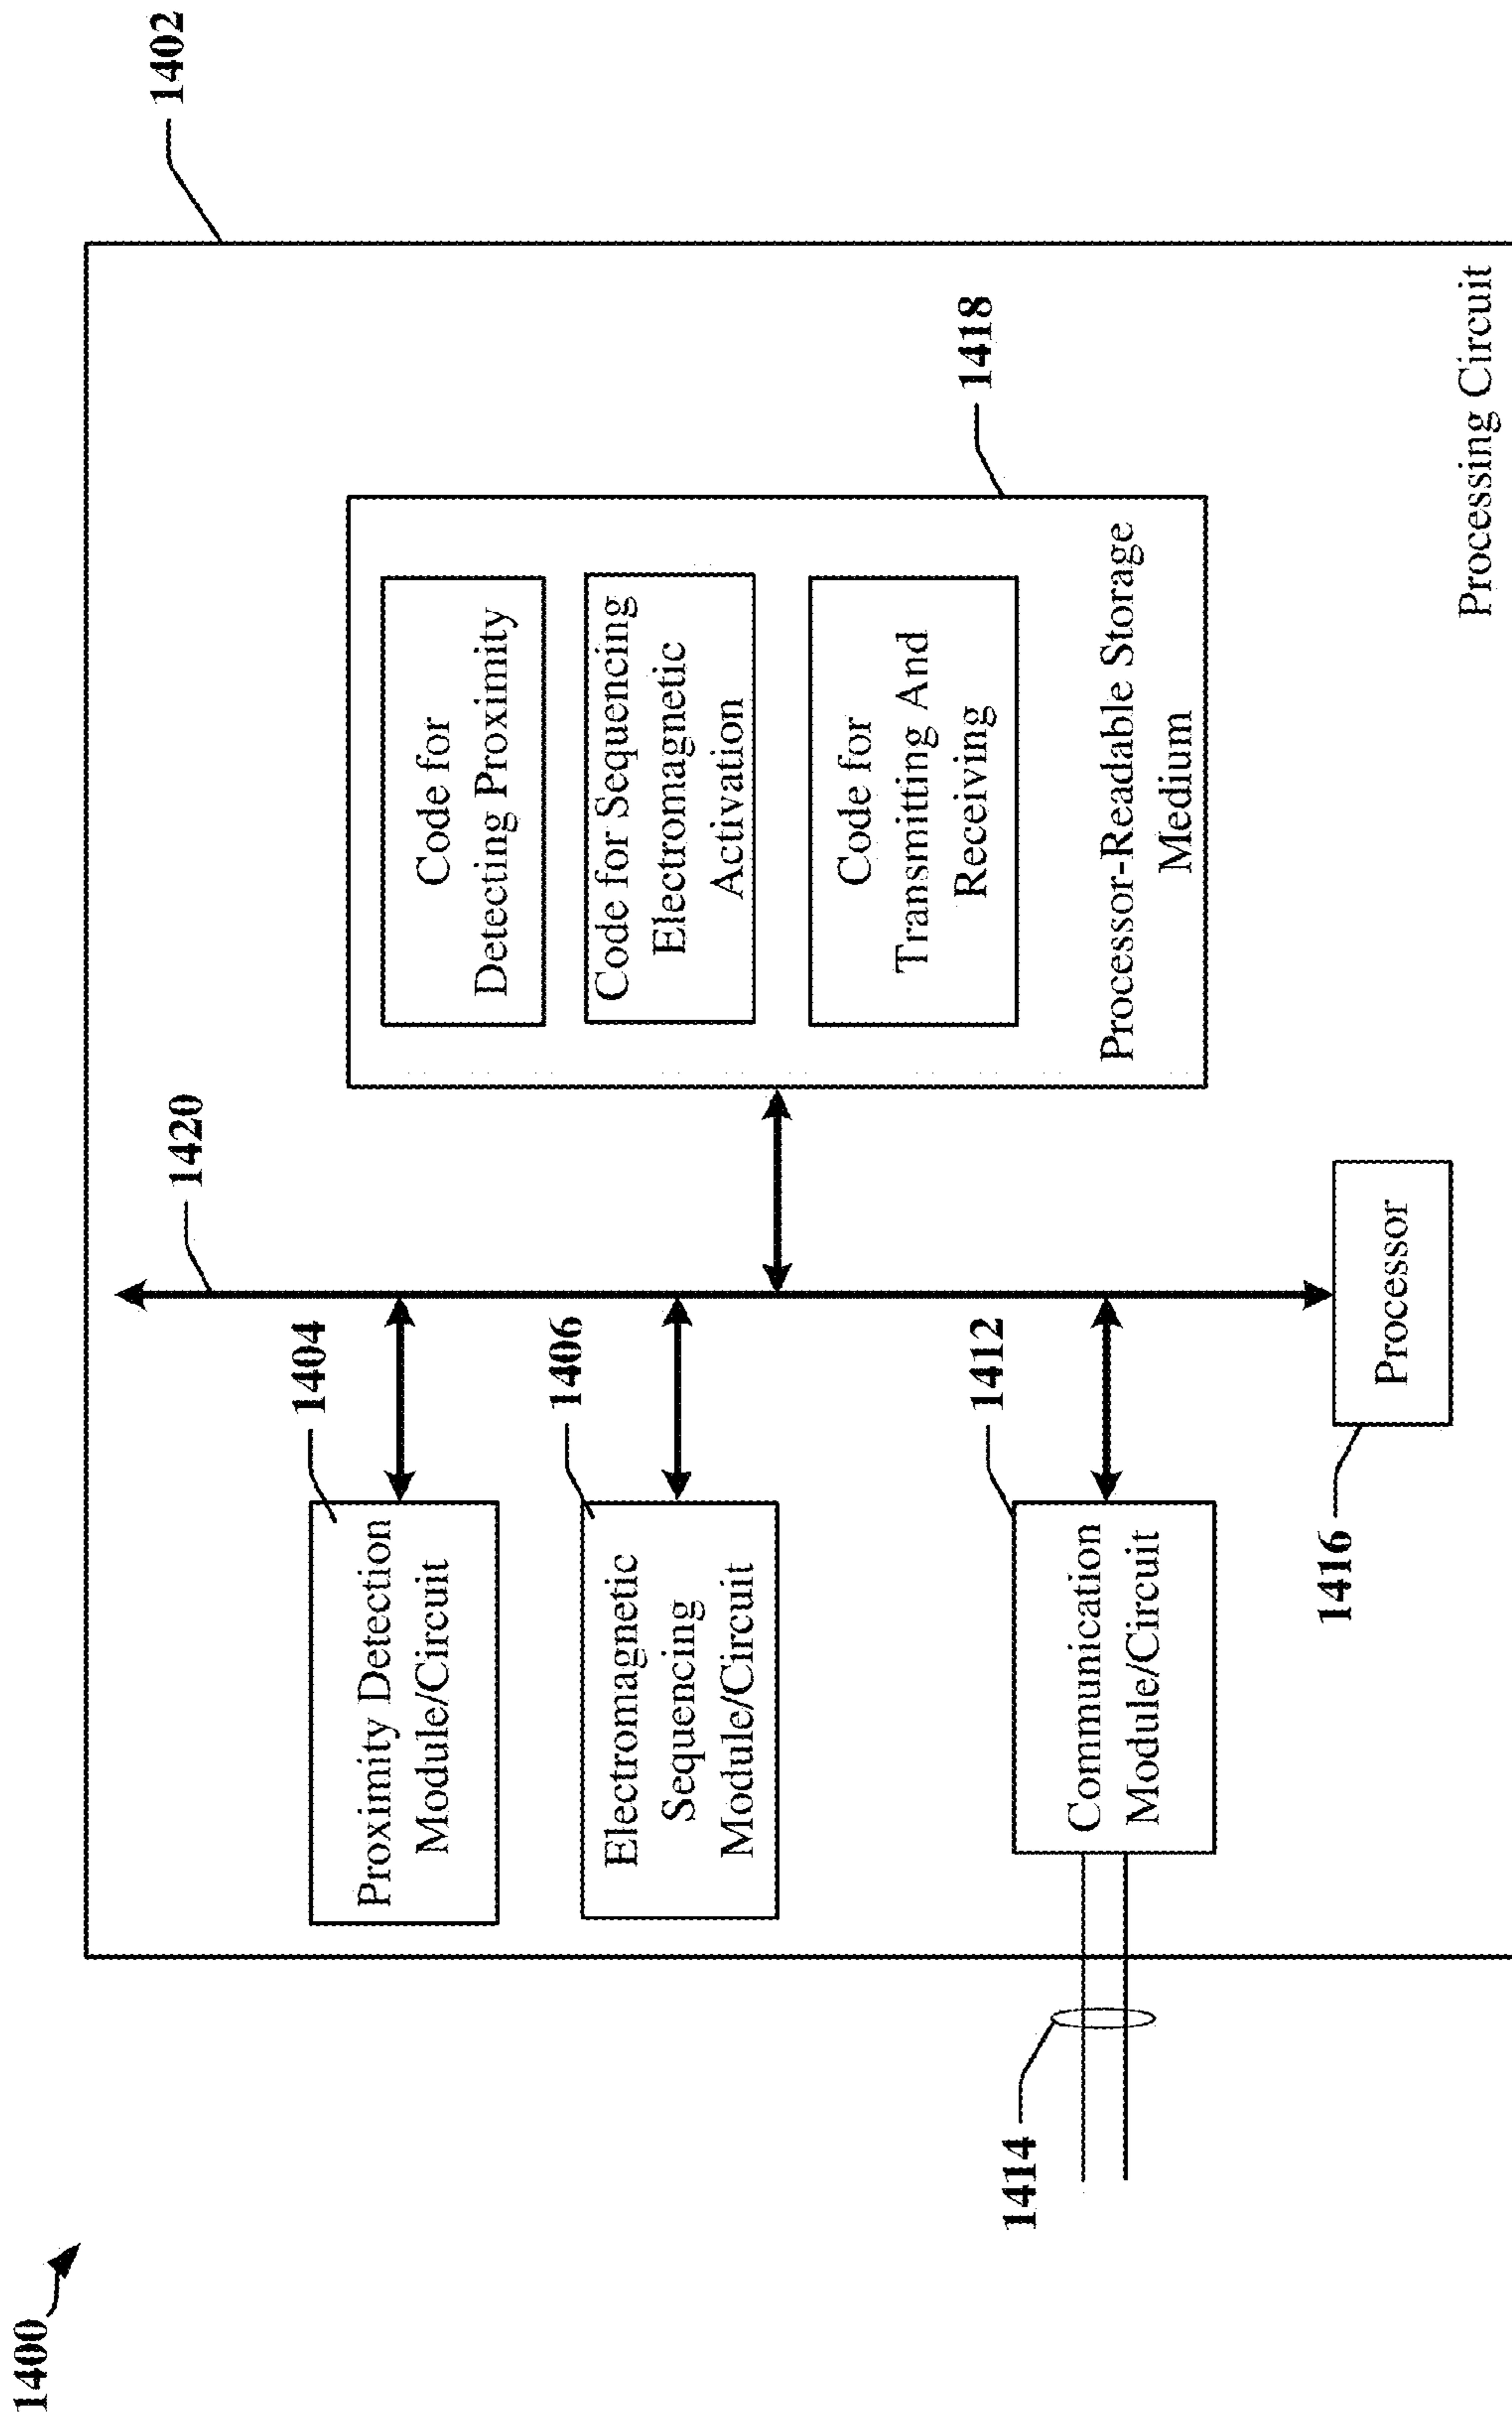 1400
1402
1420
1404
Proximity Detection
Module/Circuit
1406
Electromagnetic
Sequencing
Module/Circuit
1412
Communication
Module/Circuit
1414
1416
Processor
1418
Code for
Detecting Proximity
Code for Sequencing
Electromagnetic
Activation
Code for
Transmitting And
Receiving
Processor-Readable Storage
Medium
Processing Circuit